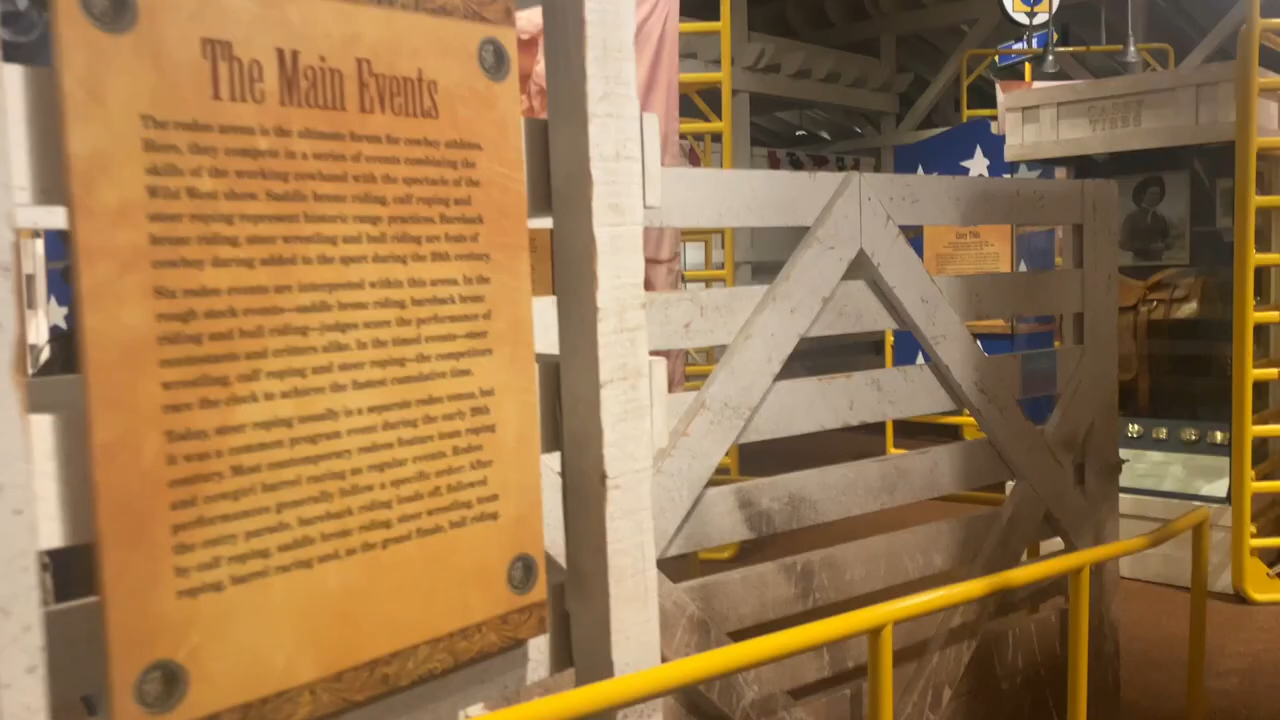 The Main Events
The rodeo arena is the ultimate forum for cowboy athletes.
Here, they compete in a series of events combining the
skills of the working cowhand with the spectacle of the
Wild West show. Saddle bronc riding, calf roping and
steer roping represent historic range practices. Bareback
bronc riding, steer wrestling and bull riding are feats of
cowboy daring added to the sport during the 20th century.
Six rodeo events are interpreted within this arena. In the
rough stock events—saddle bronc riding, bareback bronc
riding and bull riding—judges score the performance of
contestants and critters alike. In the timed events—steer
wrestling, calf roping and steer roping—the competitors
race the clock to achieve the fastest cumulative time.
Today, steer roping usually is a separate rodeo venue, but
it was a common program event during the early 20th
century. Most contemporary rodeos feature team roping
and cowgirl barrel racing as regular events. Rodeo
performances generally follow a specific order: After
the entry parade, bareback riding leads off, followed
by calf roping, saddle bronc riding, steer wrestling, team
roping, barrel racing and, as the grand finale, bull riding.
CASEY
TIBBS
Casey Tibbs